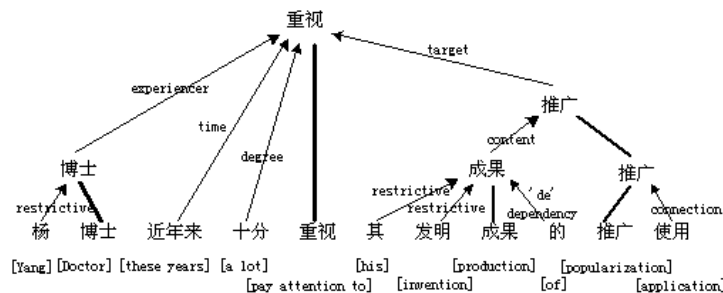 重视
target
experiencer
推广
time
content
degree
博士
成果
推广
restrictive
'de'
restrictive
restrictive
dependency
connection
杨 博士 近年来 十分 重视 其 发明 成果 的 推广 使用
[Yang] [Doctor] [these years] [a lot] [his] [production] [popularization]
[pay attention to] [invention] [of] [application]